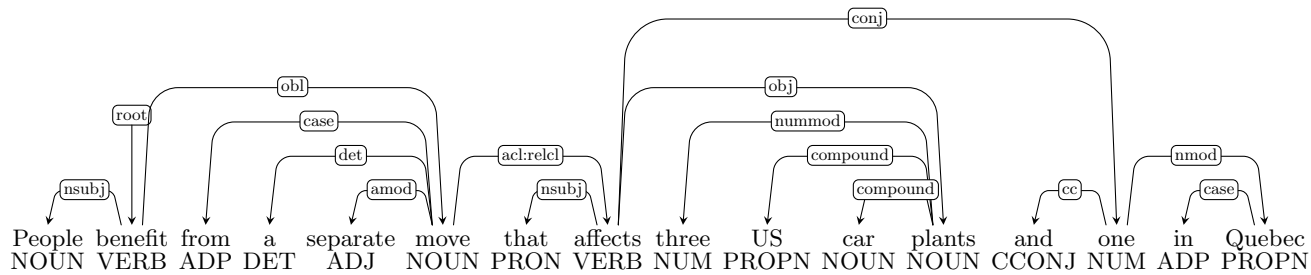 conj
obl obj
root case nummod
det acl:relcl compound nmod
nsubj amod nsubj compound cc case
People benefit from a separate move that affects three US car plants and one in Quebec
NOUN VERB ADP DET ADJ NOUN PRON VERB NUM PROPN NOUN NOUN CCONJ NUM ADP PROPN